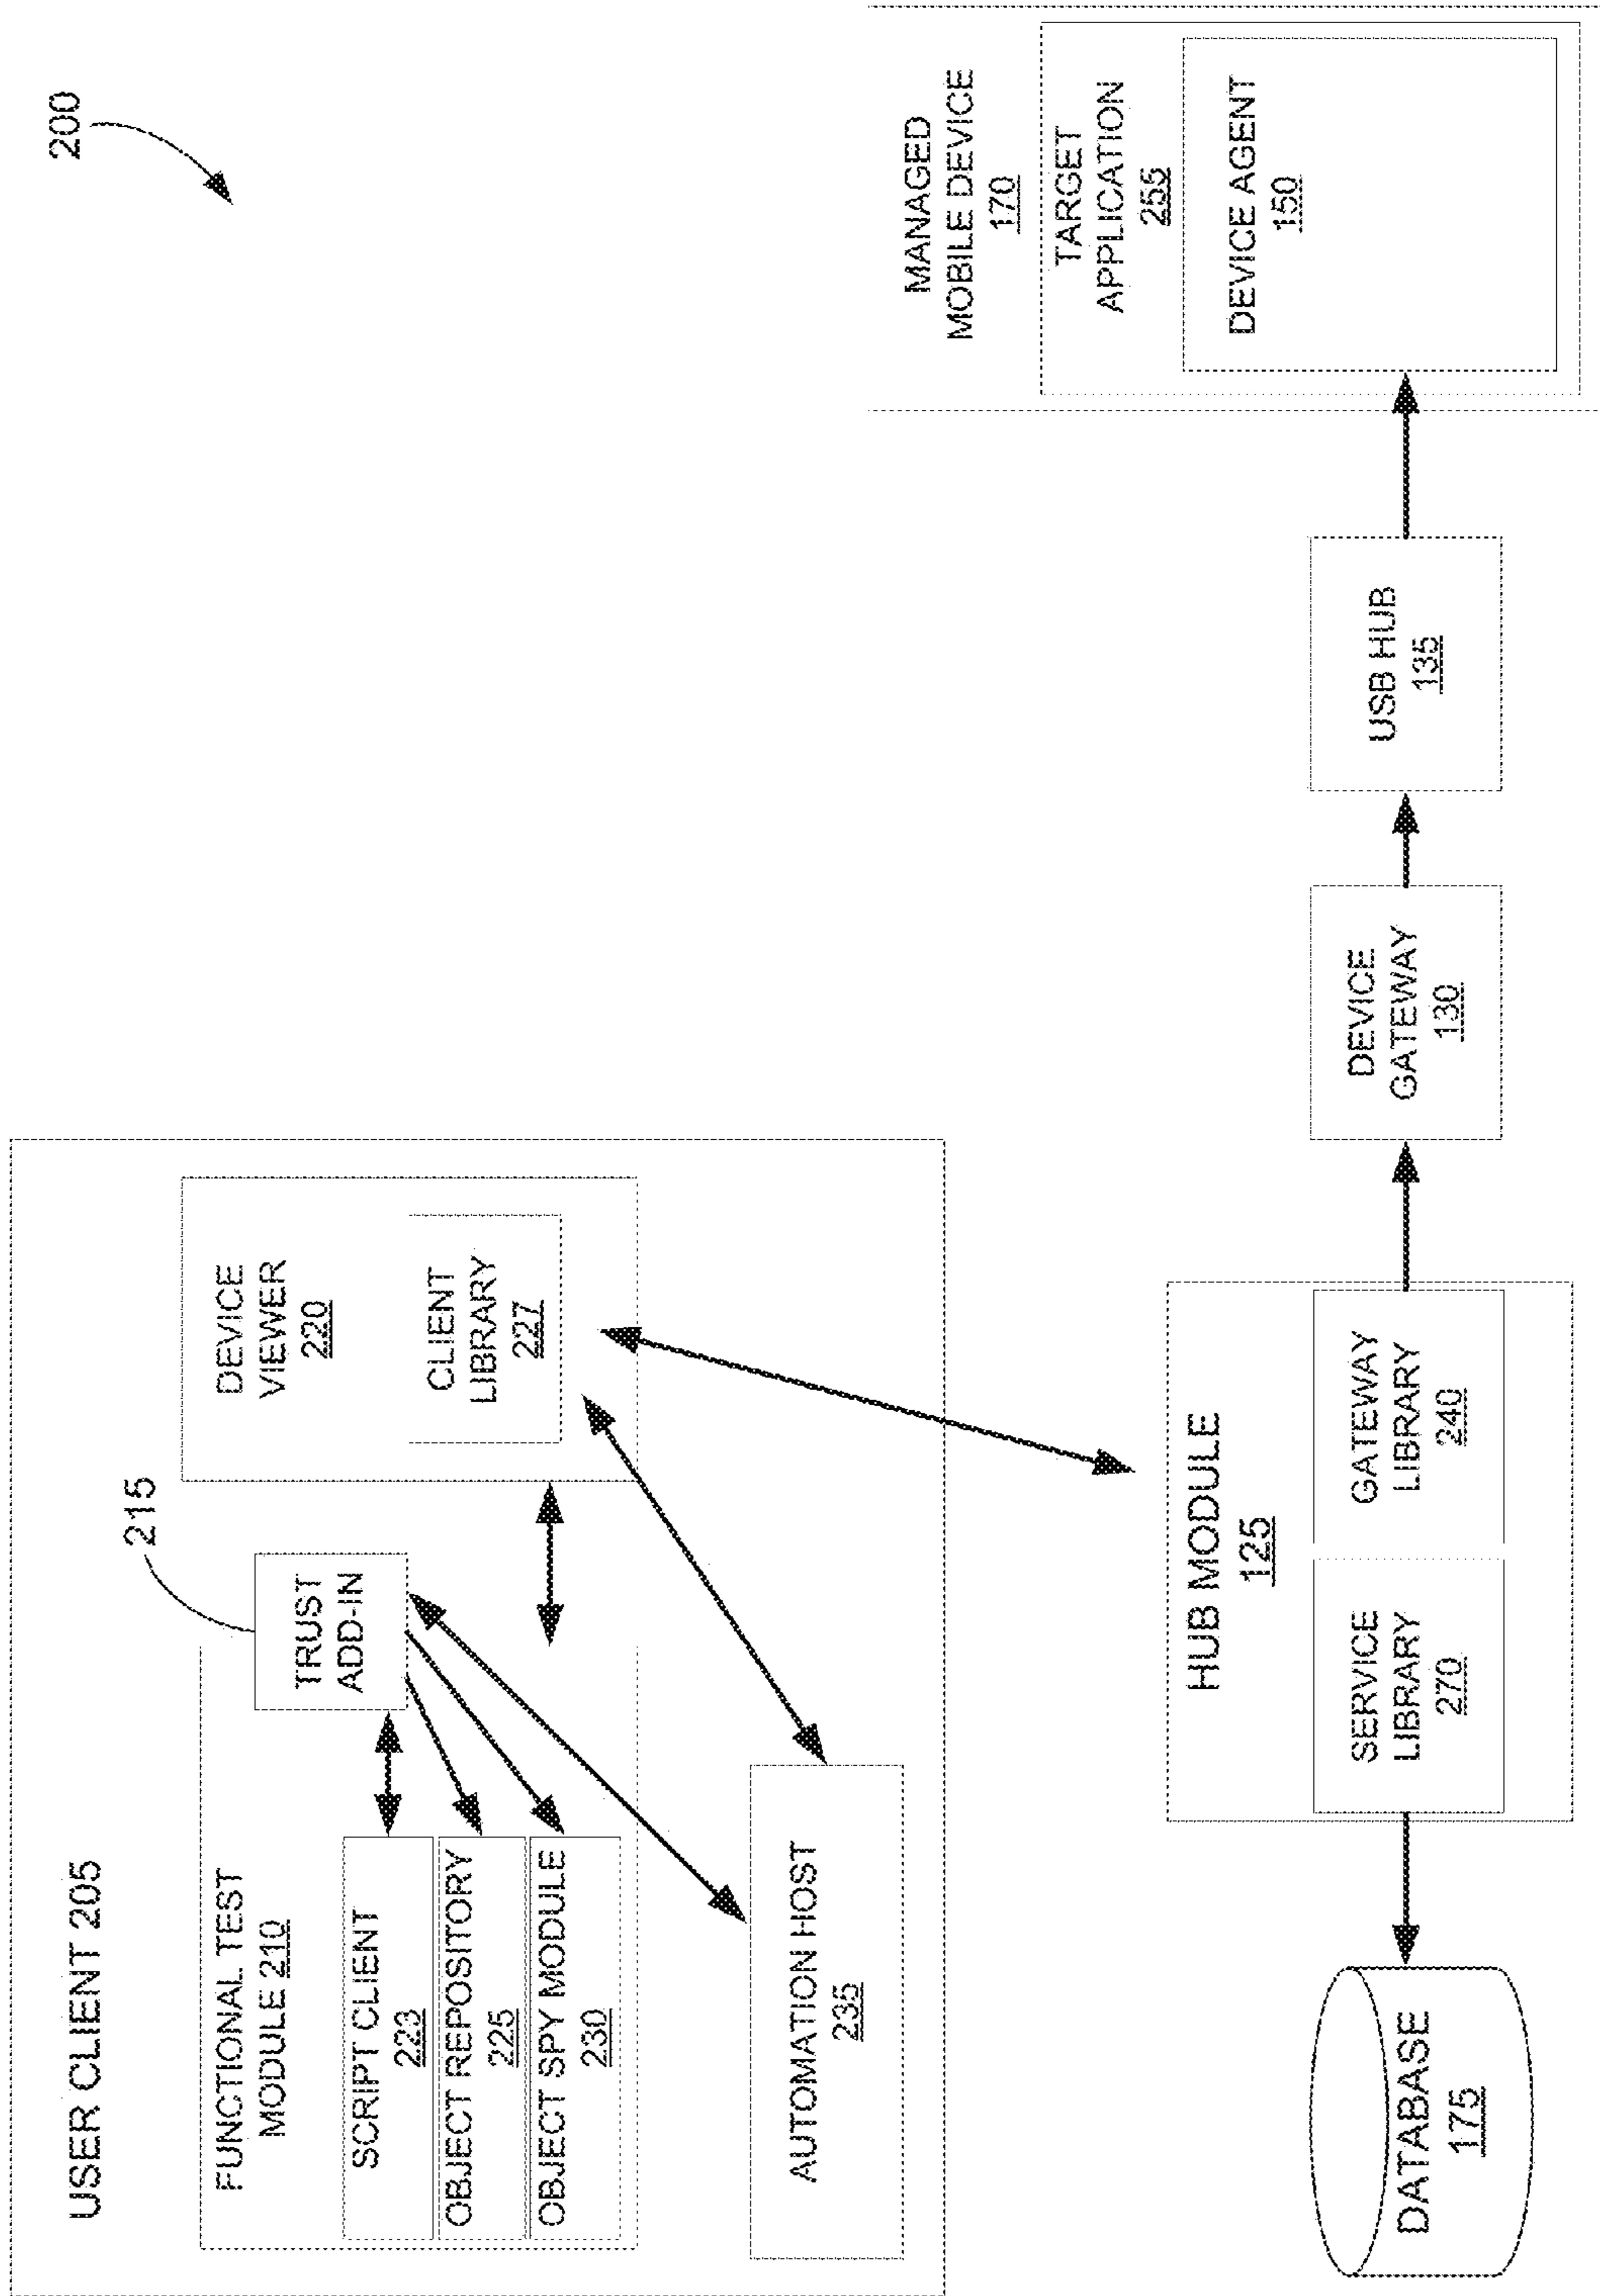 200
USER CLIENT 205
FUNCTIONAL TEST
MODULE 210
SCRIPT CLIENT
223
OBJECT REPOSITORY
225
OBJECT SPY MODULE
230
TRUST
ADD-IN
215
DEVICE
VIEWER
220
CLIENT
LIBRARY
227
AUTOMATION HOST
235
MANAGED
MOBILE DEVICE
170
TARGET
APPLICATION
255
DEVICE AGENT
150
HUB MODULE
125
SERVICE
LIBRARY
270
GATEWAY
LIBRARY
240
DATABASE
175
DEVICE
GATEWAY
130
USB HUB
135